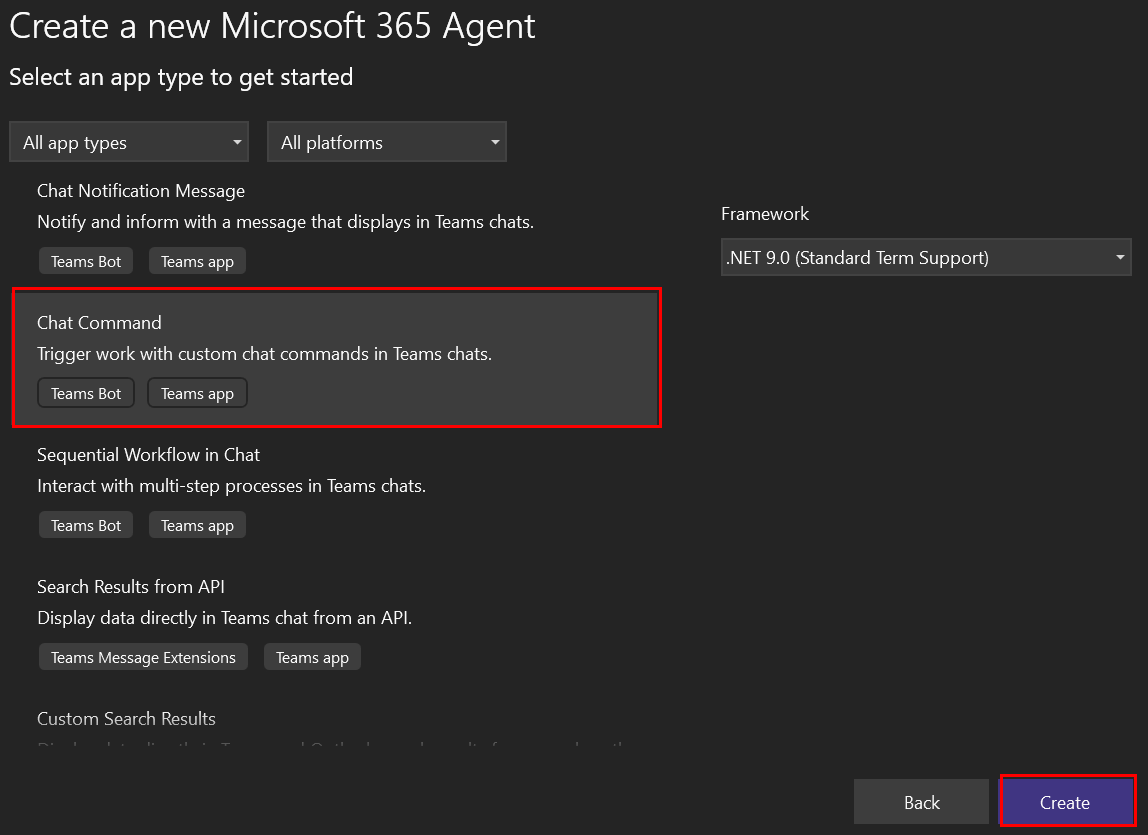 Create a new Microsoft 365 Agent
Select an app type to get started
All app types
All platforms
Chat Notification Message
Notify and inform with a message that displays in Teams chats.
Teams Bot
Teams app
Framework
.NET 9.0 (Standard Term Support)
Chat Command
Trigger work with custom chat commands in Teams chats.
Teams Bot
Teams app
Sequential Workflow in Chat
Interact with multi-step processes in Teams chats.
Teams Bot
Teams app
Search Results from API
Display data directly in Teams chat from an API.
Teams Message Extensions
Teams app
Custom Search Results
Back
Create